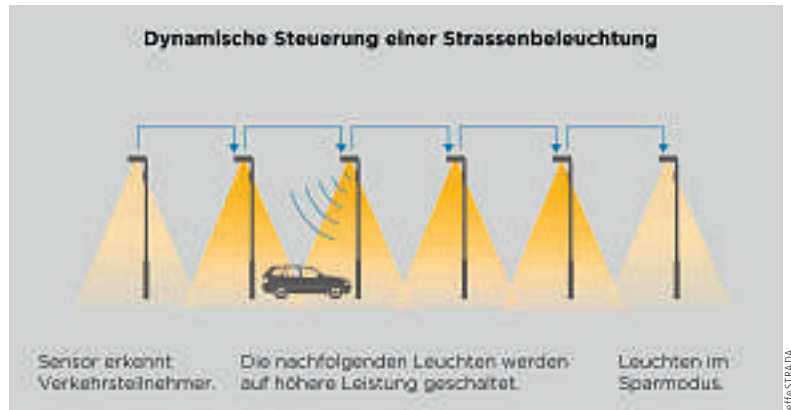 Dynamische Steuerung einer Strassenbeleuchtung
Sensor erkennt
Verkehrsteilnehmer.
Die nachfolgenden Leuchten werden
auf höhere Leistung geschaltet.
Leuchten im
Sparmodus.
effeSTRADA